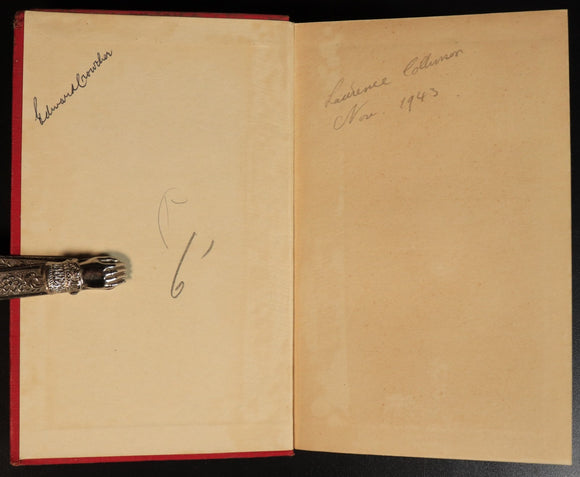 Edward Crowther
6'
Laurence Collinson
Nov. 1943.